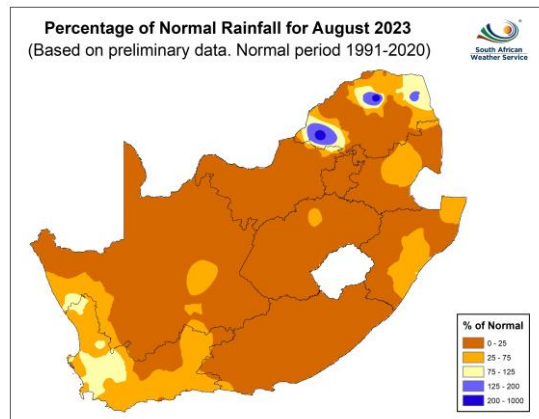 Percentage of Normal Rainfall for August 2023
(Based on preliminary data. Normal period 1991-2020)
South African
Weather Service
% of Normal
0 - 25
25 - 75
75 - 125
125 - 200
200 - 1000